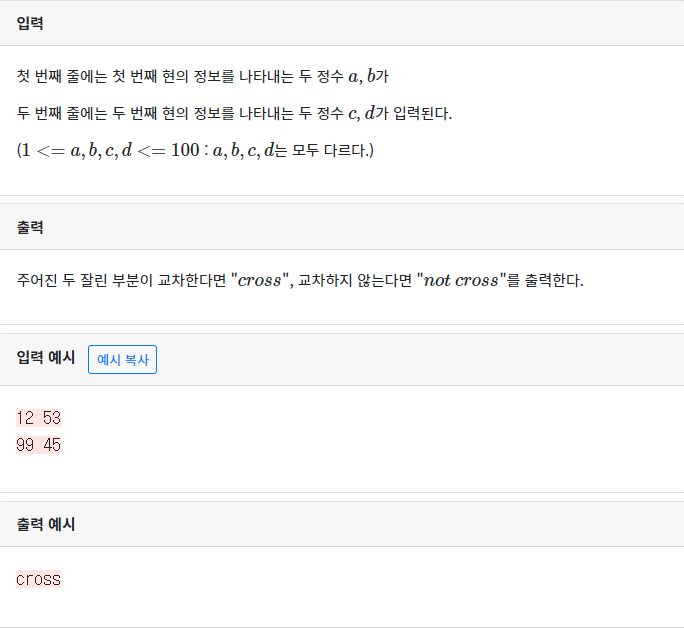 입력
첫 번째 줄에는 첫 번째 현의 정보를 나타내는 두 정수 a, b가
두 번째 줄에는 두 번째 현의 정보를 나타내는 두 정수 c, d가 입력된다.
(1 <= a, b, c, d <= 100 : a, b, c, d는 모두 다르다.)
출력
주어진 두 잘린 부분이 교차한다면 "cross", 교차하지 않는다면 "not cross"를 출력한다.
입력 예시 예시 복사
12 53
99 45
출력 예시
cross